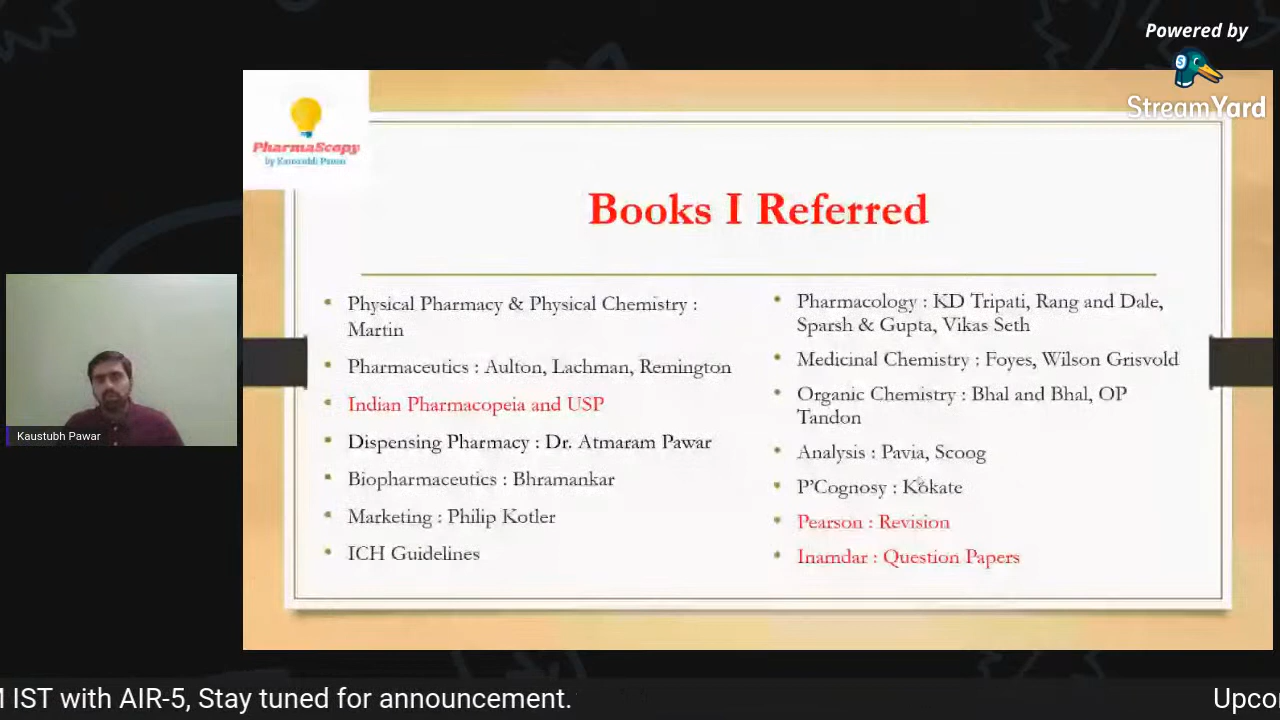 Powered by
StreamYard
PharmaScopy
Books I Referred
Physical Pharmacy & Physical Chemistry :
Martin
Pharmaceutics : Aulton, Lachman, Remington
Indian Pharmacopeia and USP
Dispensing Pharmacy : Dr. Atmaram Pawar
Biopharmaceutics : Bhramankar
Marketing : Philip Kotler
ICH Guidelines
Pharmacology : KD Tripati, Rang and Dale,
Sparsh & Gupta, Vikas Seth
Medicinal Chemistry : Foyes, Wilson Grisvold
Organic Chemistry : Bhal and Bhal, OP
Tandon
Analysis : Pavia, Scoog
P'Cognosy : Kokate
Pearson : Revision
Inamdar : Question Papers
Kaustubh Pawar
IST with AIR-5, Stay tuned for announcement.